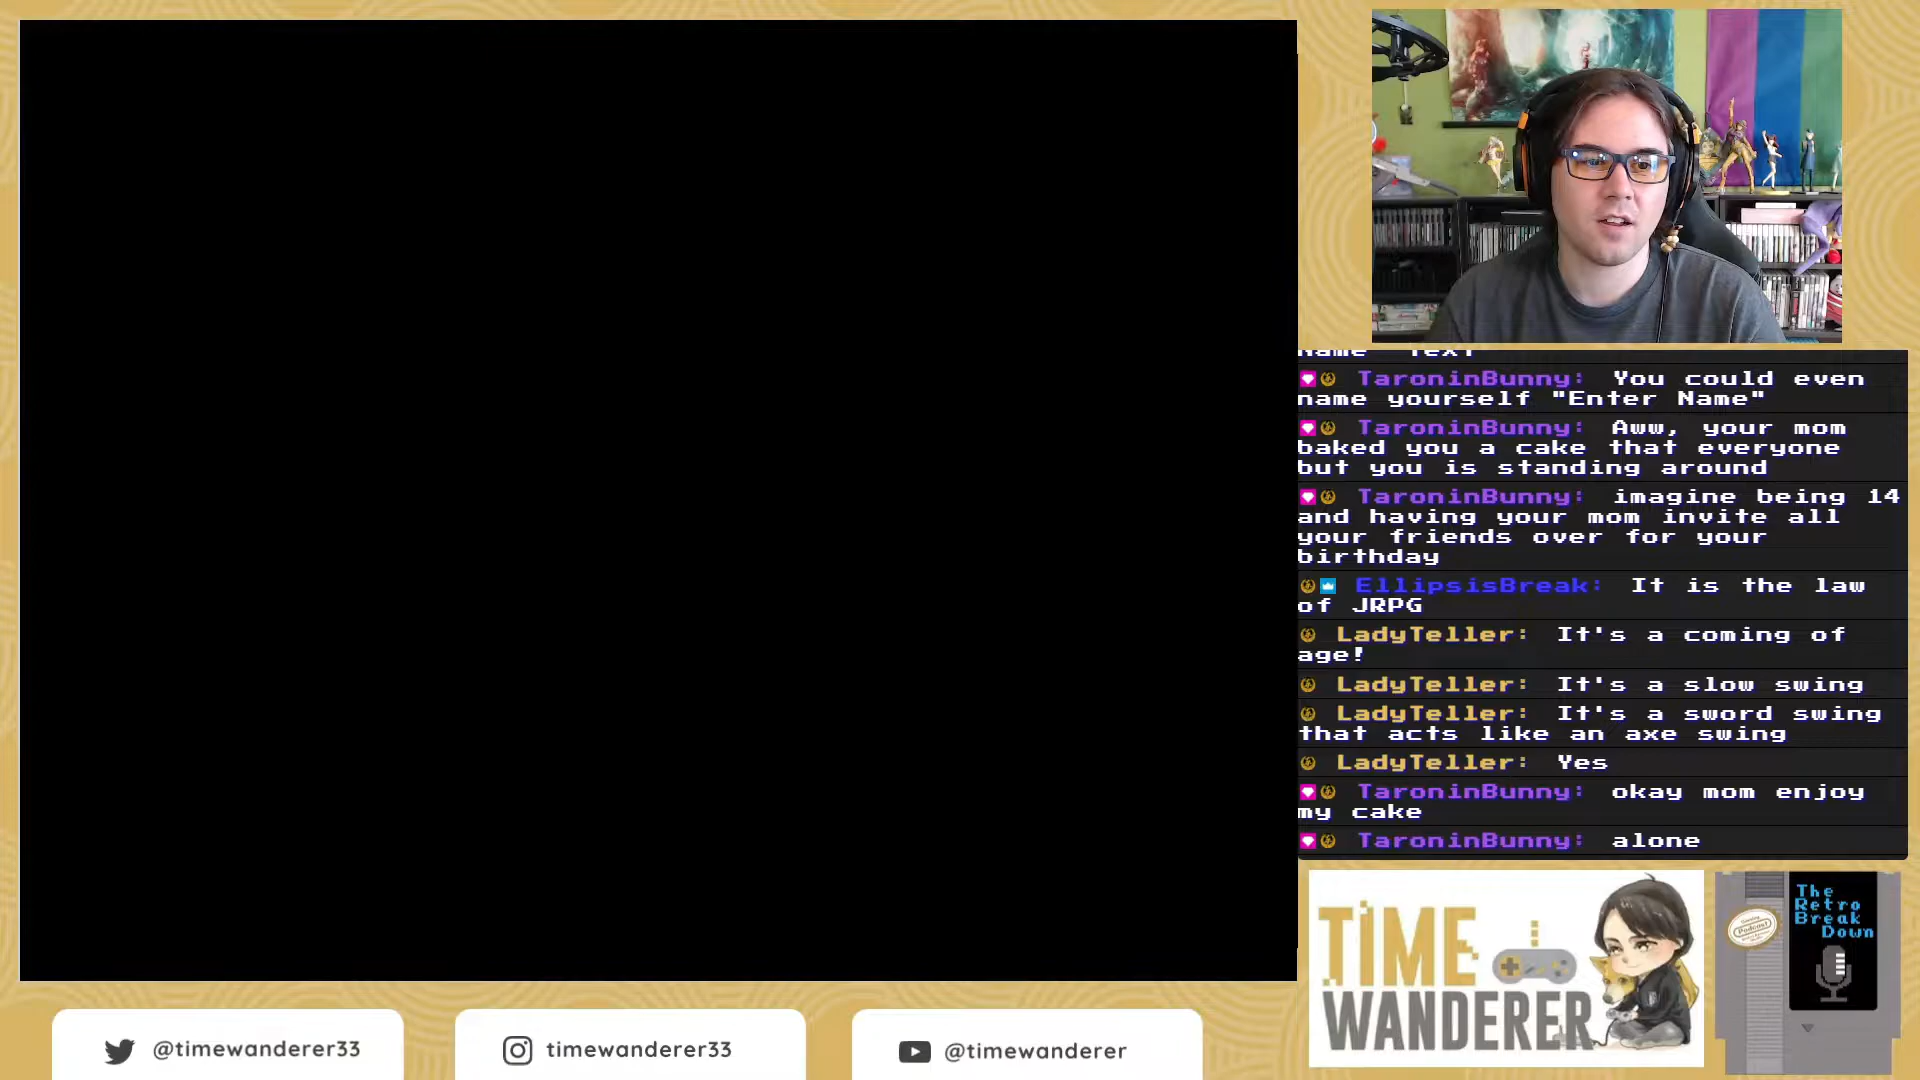 name "Text"
TaroninBunny: You could even
name yourself "Enter Name"
TaroninBunny: Aww, your mom
baked you a cake that everyone
but you is standing around
TaroninBunny: imagine being 14
and having your mom invite all
your friends over for your
birthday
EllipsisBreak: It is the law
of JRPG
LadyTeller: It's a coming of
age!
LadyTeller: It's a slow swing
LadyTeller: It's a sword swing
that acts like an axe swing
LadyTeller: Yes
TaroninBunny: okay mom enjoy
my cake
TaroninBunny: alone
TIME
WANDERER
The
Retro
Break
Down
Podcast
@timewanderer33
timewanderer33
@timewanderer